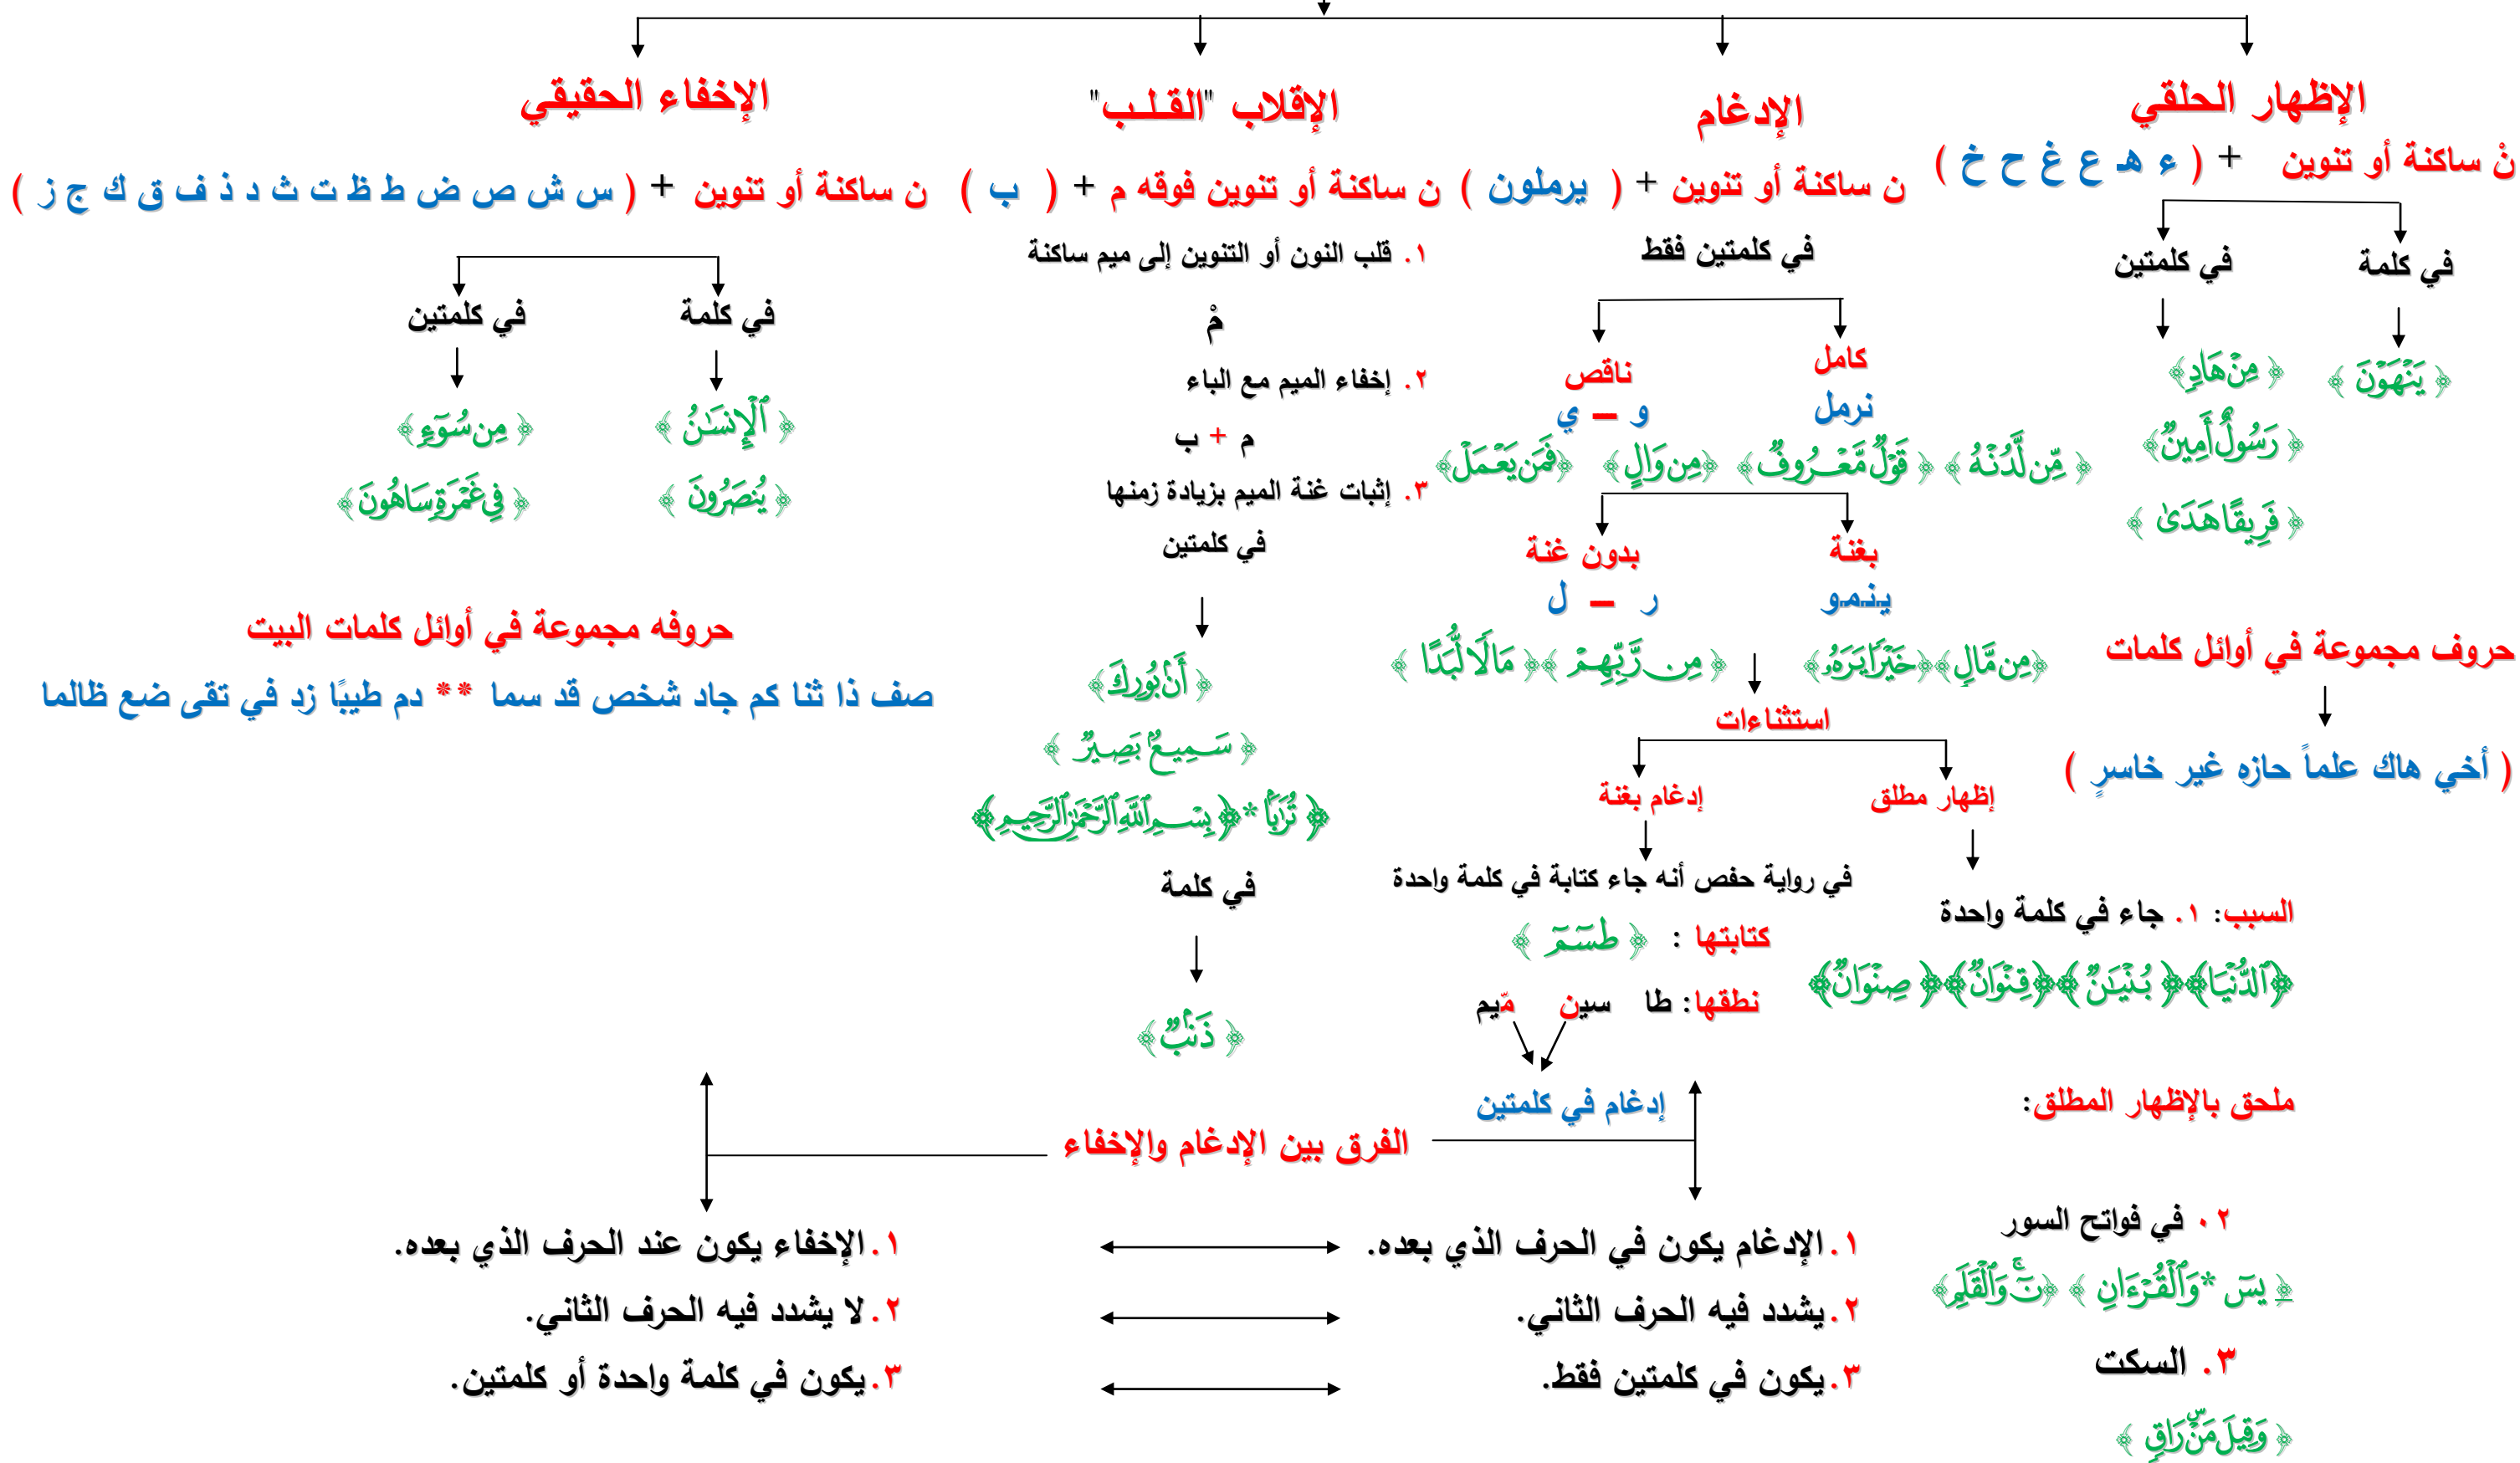 الإظهار الحلقي
نْ ساكنة أو تنوين + ( ء هـ ع غ ح خ )
في كلمة
﴿ يَنْهَوْنَ ﴾
في كلمتين
﴿ مِنْ هَادٍ ﴾
﴿ رَسُولٌ أَمِينٌ ﴾
﴿ فَرِيقًا هَدَىٰ ﴾
حروف مجموعة في أوائل كلمات
( أخي هاك علماً حازه غير خاسرٍ )
الإدغام
ن ساكنة أو تنوين + ( يرملون )
في كلمتين فقط
كامل
نرمل
﴿ مِّن لَّدُنْهُ ﴾ ﴿ قَوْلٌ مَّعْرُوفٌ ﴾
ناقص
و – ي
﴿ مِن وَالٍ ﴾ ﴿ فَمَن يَعْمَلْ ﴾
بغنة
ينمو
﴿ مِن مَّالٍ ﴾ ﴿ خَيْرًا يَرَهُۥ ﴾
بدون غنة
ر – ل
﴿ مِن رَّبِّهِمْ ﴾ ﴿ مَالًا لُّبَدًا ﴾
استثناءات
إظهار مطلق
السبب: ١. جاء في كلمة واحدة
﴿ ٱلدُّنْيَا ﴾ ﴿ بُنْيَٰنٌ ﴾ ﴿ قِنْوَانٌ ﴾ ﴿ صِنْوَانٌ ﴾
ملحق بالإظهار المطلق:
٢. في فواتح السور
﴿ يسٓ * وَٱلْقُرْءَانِ ﴾ ﴿ نٓ ۚ وَٱلْقَلَمِ ﴾
٣. السكت
﴿ وَقِيلَ مَنْ ۜ رَاقٍ ﴾
إدغام بغنة
في رواية حفص أنه جاء كتابة في كلمة واحدة
كتابتها : ﴿ طسٓمٓ ﴾
نطقها: طا سين مّيم
إدغام في كلمتين
الإقلاب "القلب"
ن ساكنة أو تنوين فوقه م + ( ب )
١. قلب النون أو التنوين إلى ميم ساكنة
مْ
٢. إخفاء الميم مع الباء
م + ب
٣. إثبات غنة الميم بزيادة زمنها
في كلمتين
﴿ أَنۢ بُورِكَ ﴾
﴿ سَمِيعٌۢ بَصِيرٌ ﴾
﴿ تُرَٰبًۢا * ﴿ بِسْمِ ٱللَّهِ ٱلرَّحْمَٰنِ ٱلرَّحِيمِ ﴾
في كلمة
﴿ ذَنۢبٌ ﴾
الإخفاء الحقيقي
ن ساكنة أو تنوين + ( س ش ص ض ط ظ ت ث د ذ ف ق ك ج ز )
في كلمة
﴿ ٱلْإِنسَٰنُ ﴾
﴿ يُنصَرُونَ ﴾
في كلمتين
﴿ مِن سُوٓءٍ ﴾
﴿ فِي غَمْرَةٍ سَاهُونَ ﴾
حروفه مجموعة في أوائل كلمات البيت
صف ذا ثنا كم جاد شخص قد سما ** دم طيبًا زد في تقى ضع ظالما
الفرق بين الإدغام والإخفاء
١. الإدغام يكون في الحرف الذي بعده.
١. الإخفاء يكون عند الحرف الذي بعده.
٢. يشدد فيه الحرف الثاني.
٢. لا يشدد فيه الحرف الثاني.
٣. يكون في كلمتين فقط.
٣. يكون في كلمة واحدة أو كلمتين.